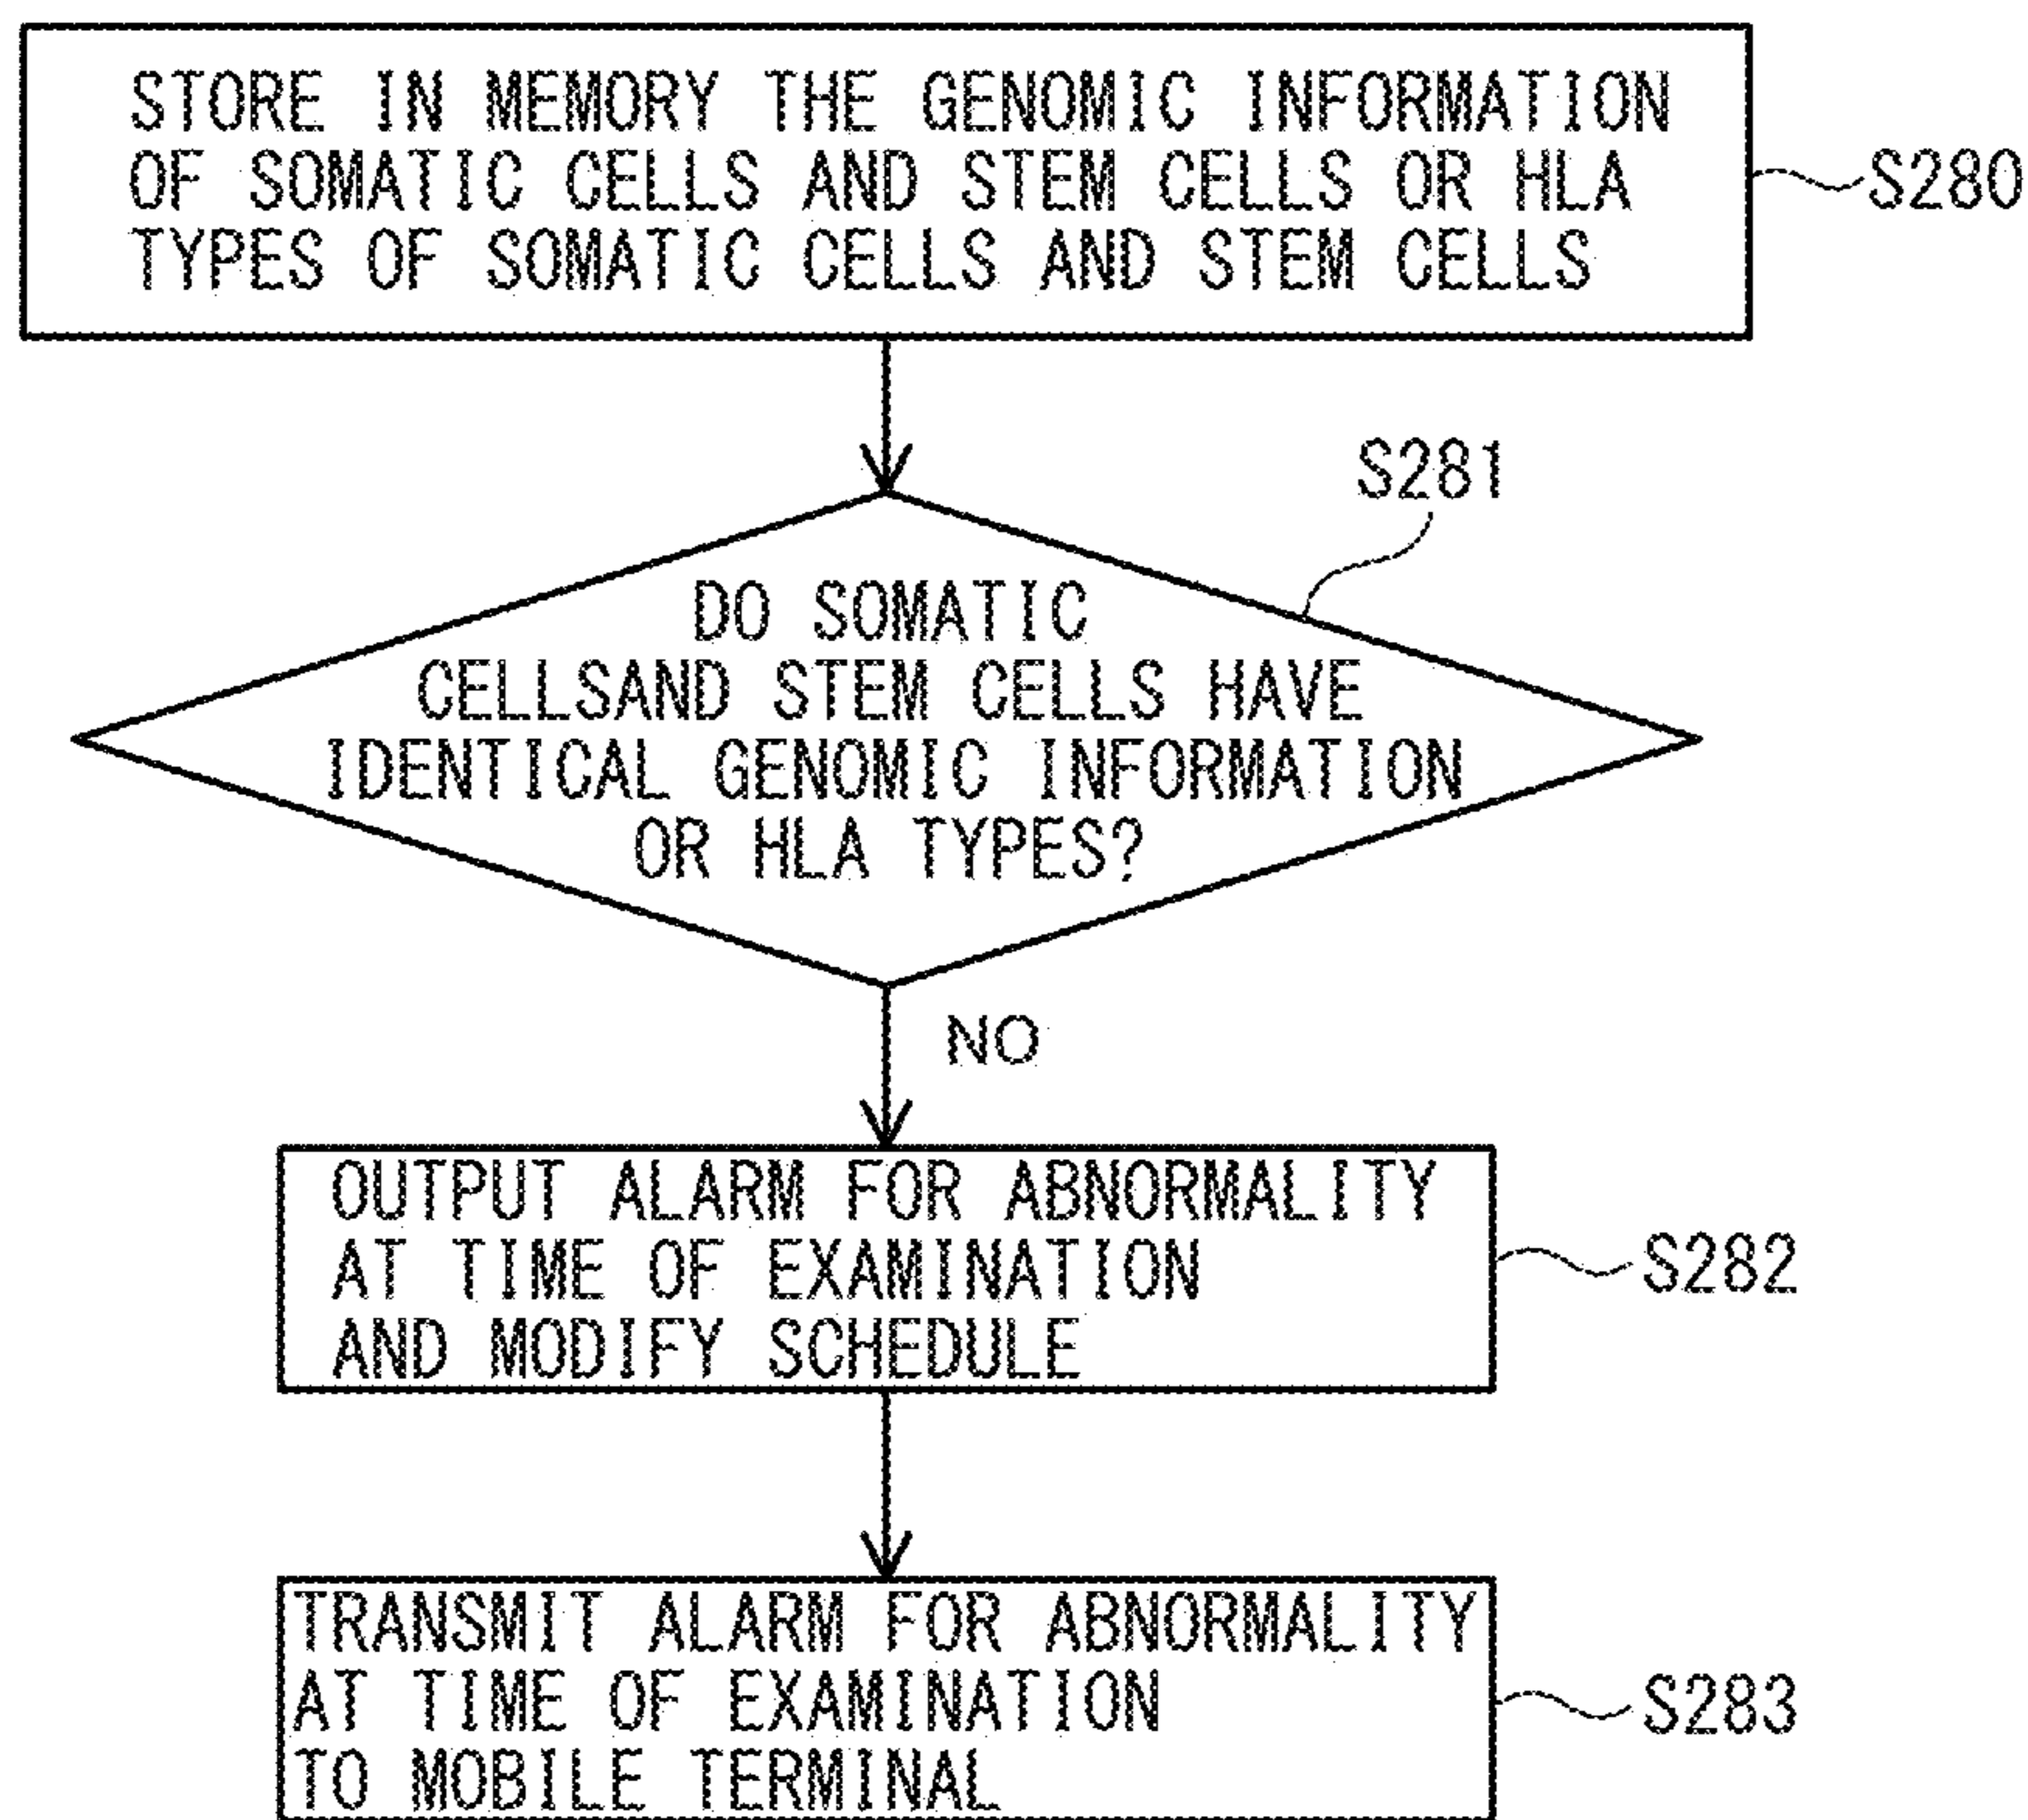 STORE IN MEMORY THE GENOMIC INFORMATION
OF SOMATIC CELLS AND STEM CELLS OR HLA
TYPES OF SOMATIC CELLS AND STEM CELLS
S280
S281
DO SOMATIC
CELLSAND STEM CELLS HAVE
IDENTICAL GENOMIC INFORMATION
OR HLA TYPES?
NO
OUTPUT ALARM FOR ABNORMALITY
AT TIME OF EXAMINATION
AND MODIFY SCHEDULE
S282
TRANSMIT ALARM FOR ABNORMALITY
AT TIME OF EXAMINATION
TO MOBILE TERMINAL
S283